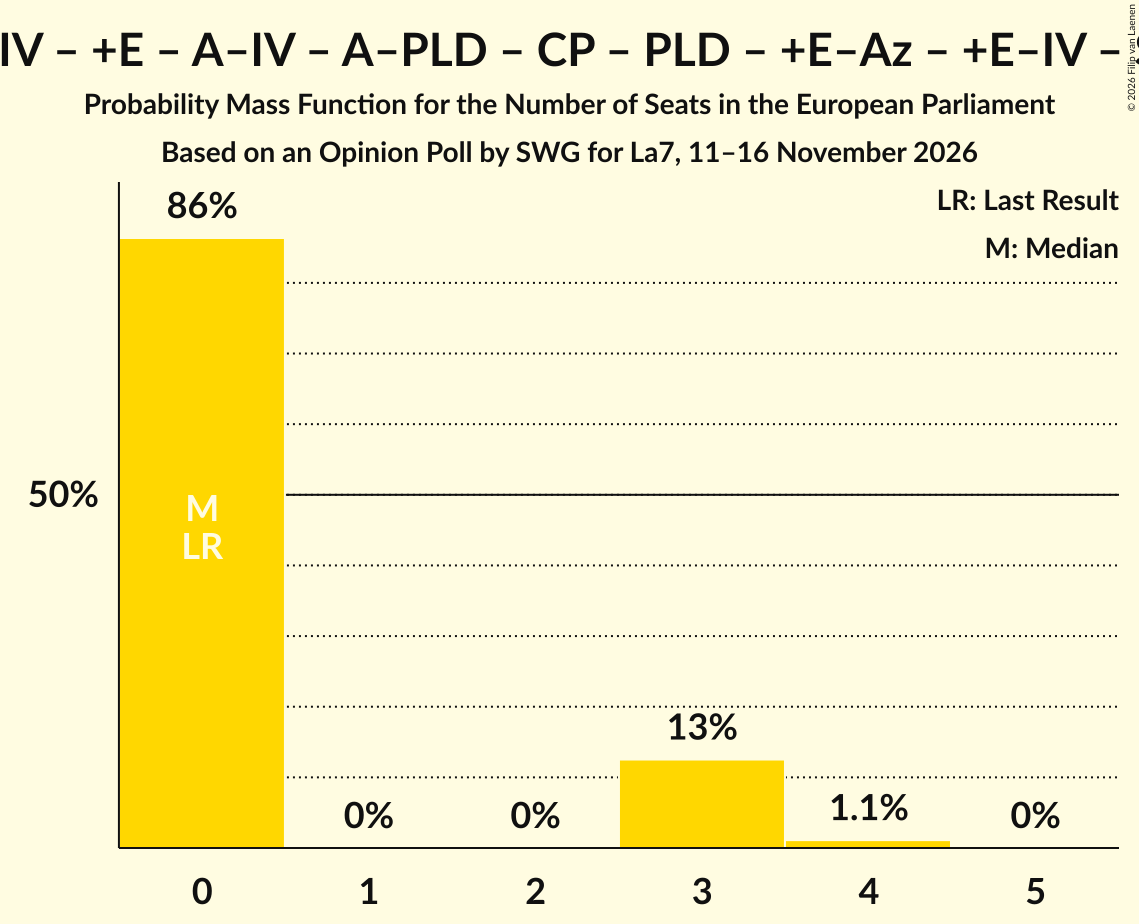 IV – +E – A–IV – A–PLD – CP – PLD – +E–Az – +E–IV –
© 2026 Filip van Laenen
Probability Mass Function for the Number of Seats in the European Parliament
Based on an Opinion Poll by SWG for La7, 11–16 November 2026
LR: Last Result
M: Median
86%
50%
M
LR
13%
0%
0%
1.1%
0%
0
1
2
3
4
5